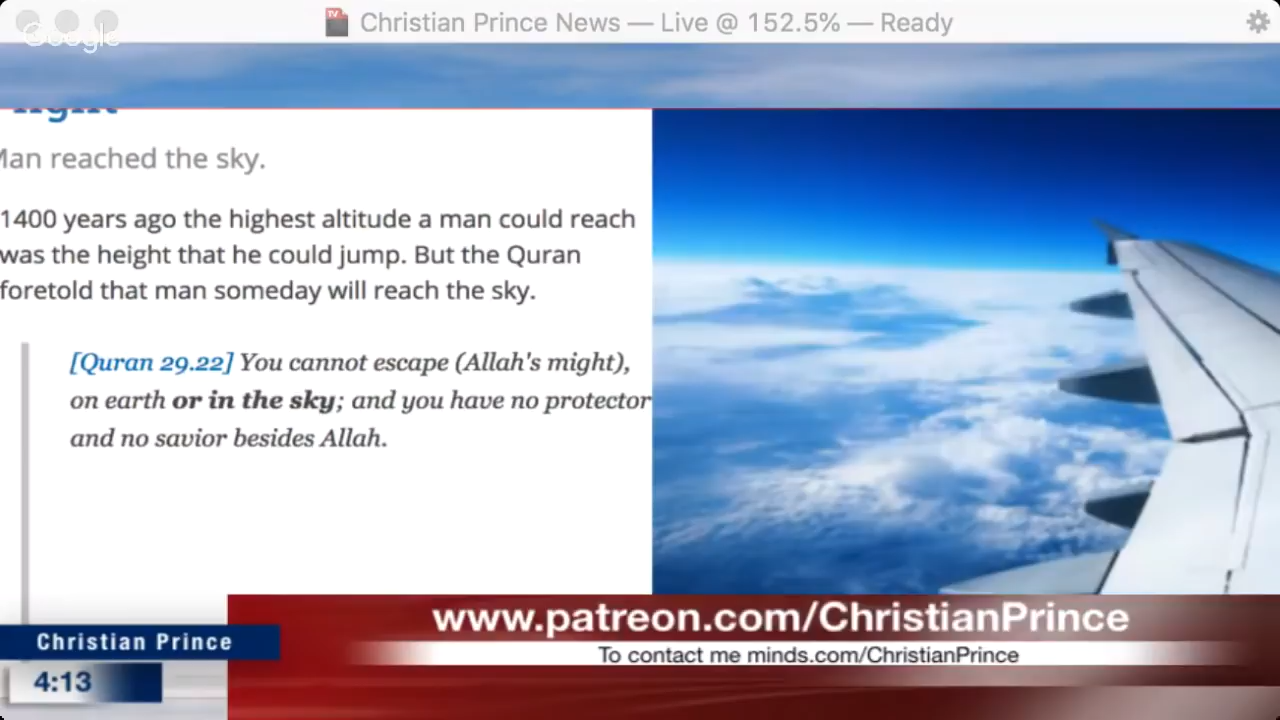 Google
Christian Prince News — Live @ 152.5% — Ready
light
Man reached the sky.
1400 years ago the highest altitude a man could reach
was the height that he could jump. But the Quran
foretold that man someday will reach the sky.
[Quran 29.22] You cannot escape (Allah's might),
on earth or in the sky; and you have no protector
and no savior besides Allah.
www.patreon.com/ChristianPrince
To contact me minds.com/ChristianPrince
Christian Prince
4:13